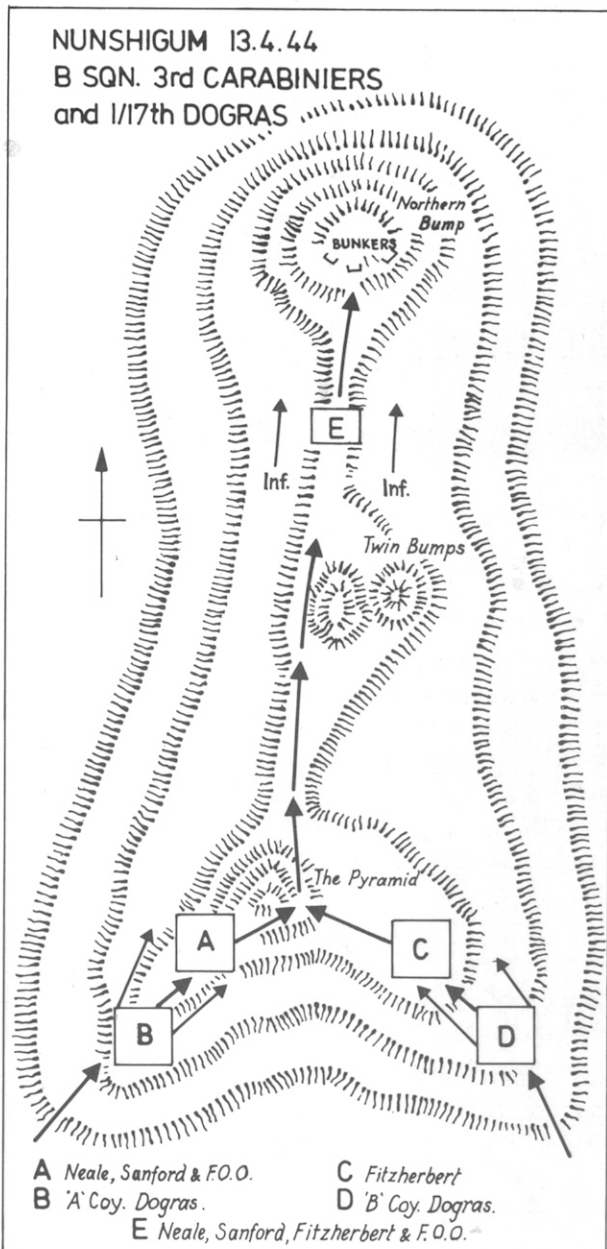 NUNSHIGUM 13.4.44
B SQN. 3rd CARABINIERS
and 1/17th DOGRAS
Northern
Bump
BUNKERS
E
Inf.
Inf.
Twin Bumps
The Pyramid
A
C
B
D
A Neale, Sanford & F.O.O.
C Fitzherbert
B 'A' Coy. Dogras.
D 'B' Coy. Dogras.
E Neale, Sanford, Fitzherbert & F.O.O.